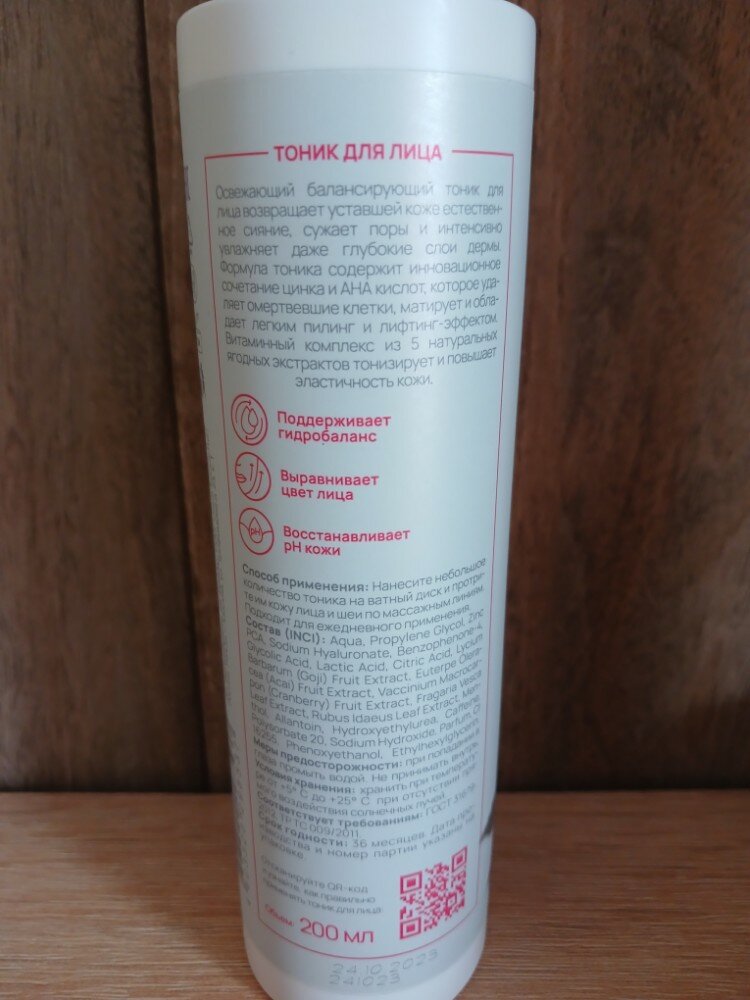 ТОНИК ДЛЯ ЛИЦА
Освежающий балансирующий тоник для
лица возвращает уставшей коже естествен-
ное сияние, сужает поры и интенсивно
увлажняет даже глубокие слои дермы.
Формула тоника содержит инновационное
сочетание цинка и АНА кислот, которое уда-
ляет омертвевшие клетки, матирует и обла-
дает легким пилинг и лифтинг-эффектом.
Витаминный комплекс из 5 натуральных
ягодных экстрактов тонизирует и повышает
эластичность кожи.
Поддерживает
гидробаланс
Выравнивает
цвет лица
Восстанавливает
pH кожи
pH
Способ применения: Нанесите небольшое
количество тоника на ватный диск и протри-
те им кожу лица и шеи по массажным линиям.
Подходит для ежедневного применения.
Состав (INCI): Aqua, Propylene Glycol, Zinc
PCA, Sodium Hyaluronate, Benzophenone-4,
Glycolic Acid, Lactic Acid, Citric Acid, Lycium
Barbarum (Goji) Fruit Extract, Euterpe Olera-
cea (Acai) Fruit Extract, Vaccinium Macrocar-
pon (Cranberry) Fruit Extract, Fragaria Vesca
Leaf Extract, Rubus Idaeus Leaf Extract, Men-
thol, Allantoin, Hydroxyethylurea, Caffeine,
Polysorbate 20, Sodium Hydroxide, Parfum, CI
16255, Phenoxyethanol, Ethylhexylglycerin.
Меры предосторожности: при попадании в
глаза промыть водой. Не принимать внутрь.
Условия хранения: хранить при температу-
ре от +5° С до +25° С при отсутствии пря-
мого воздействия солнечных лучей.
Соответствует требованиям: ГОСТ 31679-
2012, ТР ТС 009/2011.
Срок годности: 36 месяцев. Дата про-
изводства и номер партии указаны на
упаковке.
Отсканируйте QR-код
и узнайте, как правильно
применять тоник для лица:
Объем: 200 мл
24.10.2023
241023